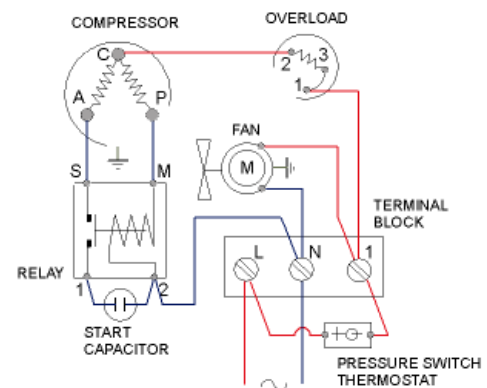 COMPRESSOR
OVERLOAD
C
2
3
1
A
P
FAN
M
S
M
TERMINAL
BLOCK
L
N
1
RELAY
1
2
START
CAPACITOR
PRESSURE SWITCH
THERMOSTAT